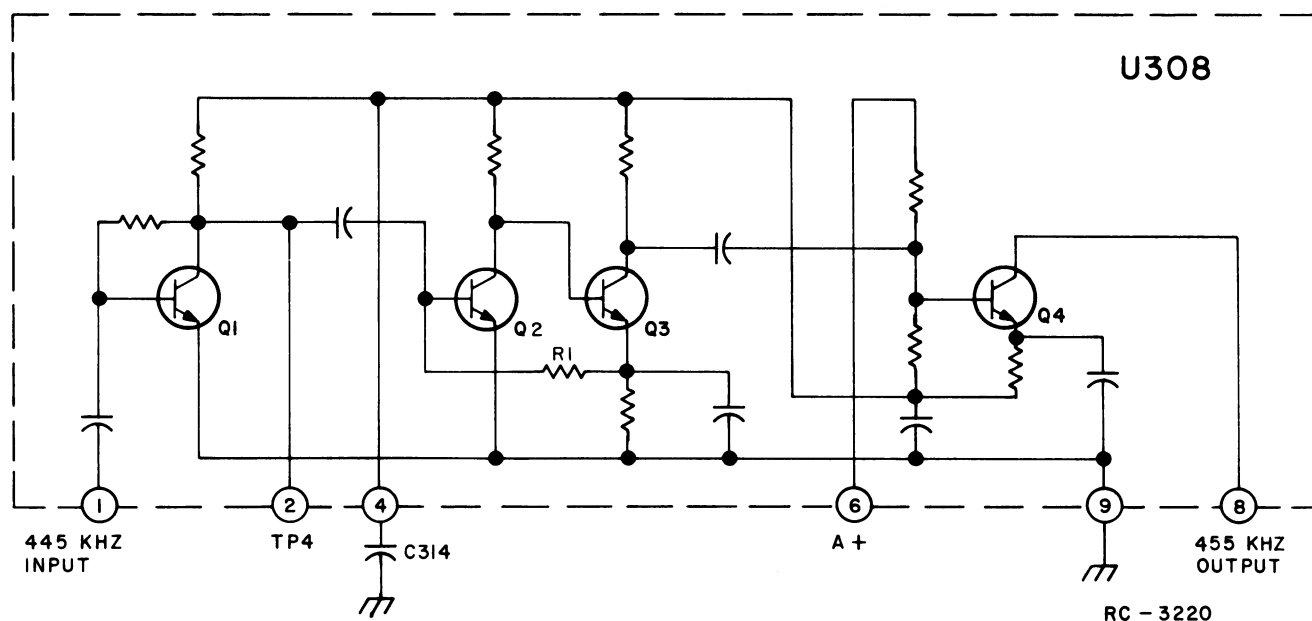 U308
Q1
Q2
Q3
Q4
R1
1
2
4
6
9
8
445 KHZ
INPUT
TP4
C314
A+
455 KHZ
OUTPUT
RC-3220